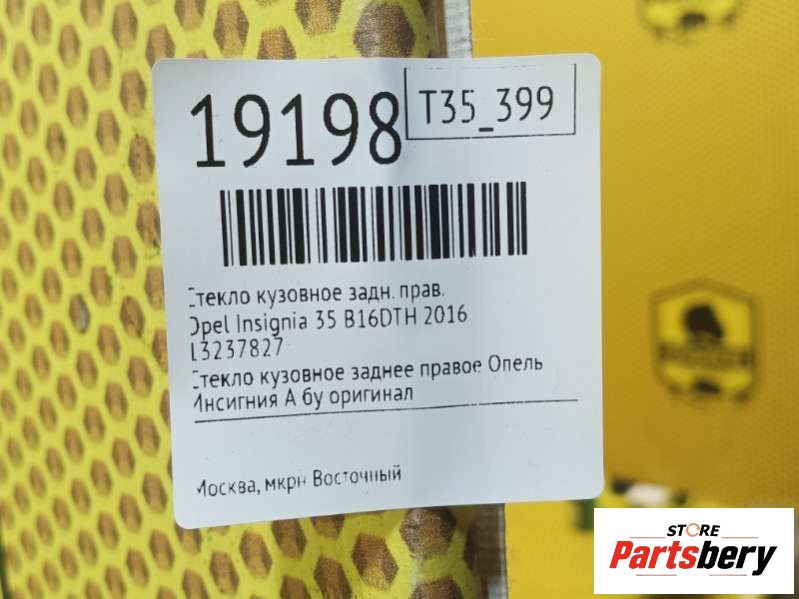 19198
T35_399
Стекло кузовное задн. прав.
Opel Insignia 35 B16DTH 2016
13237827
Стекло кузовное заднее правое Опель
Инсигния А бу оригинал
Москва, мкрн Восточный
STORE
Partsbery